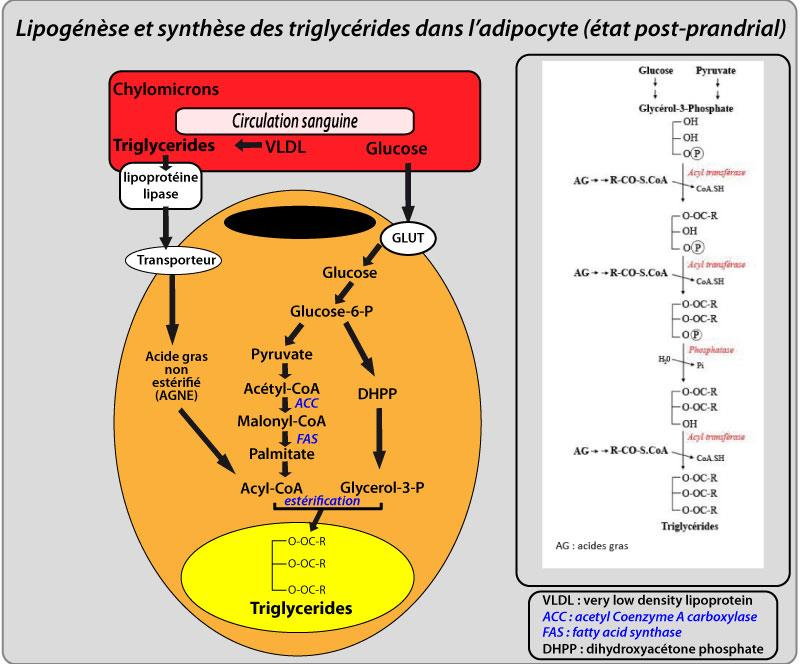 Lipogénèse et synthèse des triglycérides dans l'adipocyte (état post-prandrial)
Chylomicrons
Circulation sanguine
Triglycerides
VLDL
Glucose
lipoprotéine
lipase
GLUT
Transporteur
Glucose
Glucose-6-P
Acide gras
non
estérifié
(AGNE)
Pyruvate
Acétyl-CoA
ACC
Malonyl-CoA
FAS
Palmitate
DHPP
Acyl-CoA
Glycerol-3-P
estérification
O-OC-R
O-OC-R
O-OC-R
Triglycerides
Glucose Pyruvate
Glycérol-3-Phosphate
OH
OH
O P
Acyl transférase
AG R-CO-S.CoA CoA.SH
O-OC-R
OH
O P
Acyl transférase
AG R-CO-S.CoA CoA.SH
O-OC-R
O-OC-R
O P
Phosphatase
H₂0 Pi
O-OC-R
O-OC-R
OH
Acyl transférase
AG R-CO-S.CoA CoA.SH
O-OC-R
O-OC-R
O-OC-R
Triglycérides
AG : acides gras
VLDL : very low density lipoprotein
ACC : acetyl Coenzyme A carboxylase
FAS : fatty acid synthase
DHPP : dihydroxyacétone phosphate